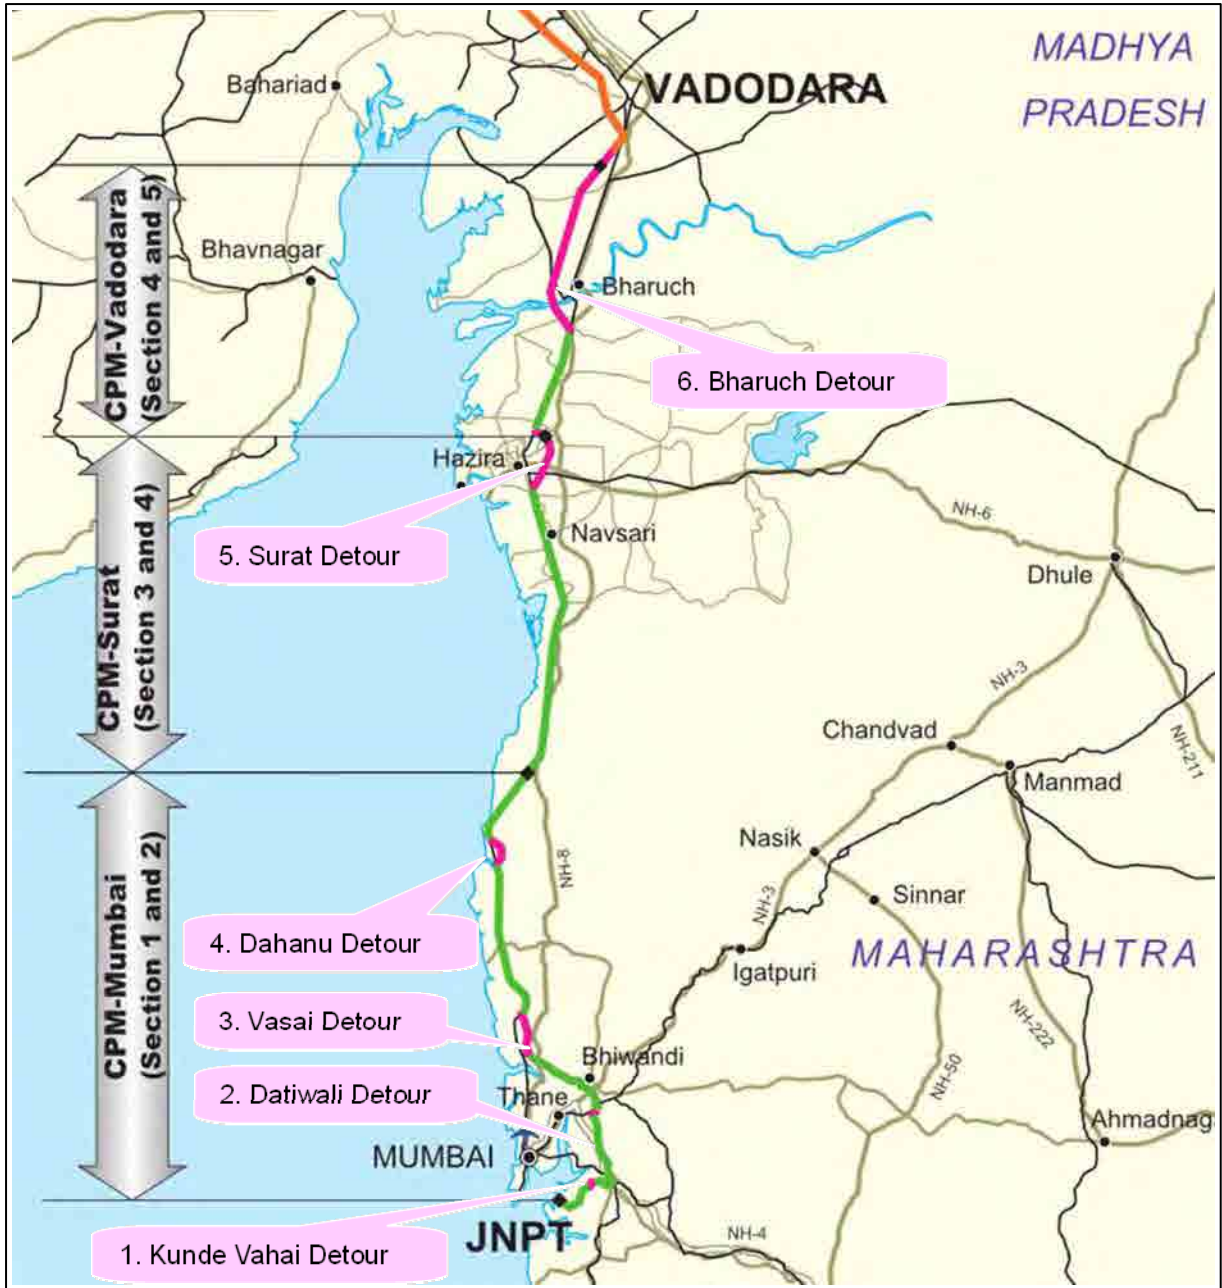 MADHYA
PRADESH
VADODARA
Bahariad
CPM-Vadodara
(Section 4 and 5)
Bhavnagar
Bharuch
6. Bharuch Detour
Hazira
NH-6
5. Surat Detour
Navsari
Dhule
CPM-Surat
(Section 3 and 4)
NH-3
Chandvad
NH-211
Manmad
Nasik
NH-8
NH-3
Sinnar
CPM-Mumbai
(Section 1 and 2)
4. Dahanu Detour
MAHARASHTRA
Igatpuri
3. Vasai Detour
NH-222
Bhiwandi
2. Datiwali Detour
Thane
NH-50
Ahmadnag
MUMBAI
JNPT
NH-4
1. Kunde Vahai Detour